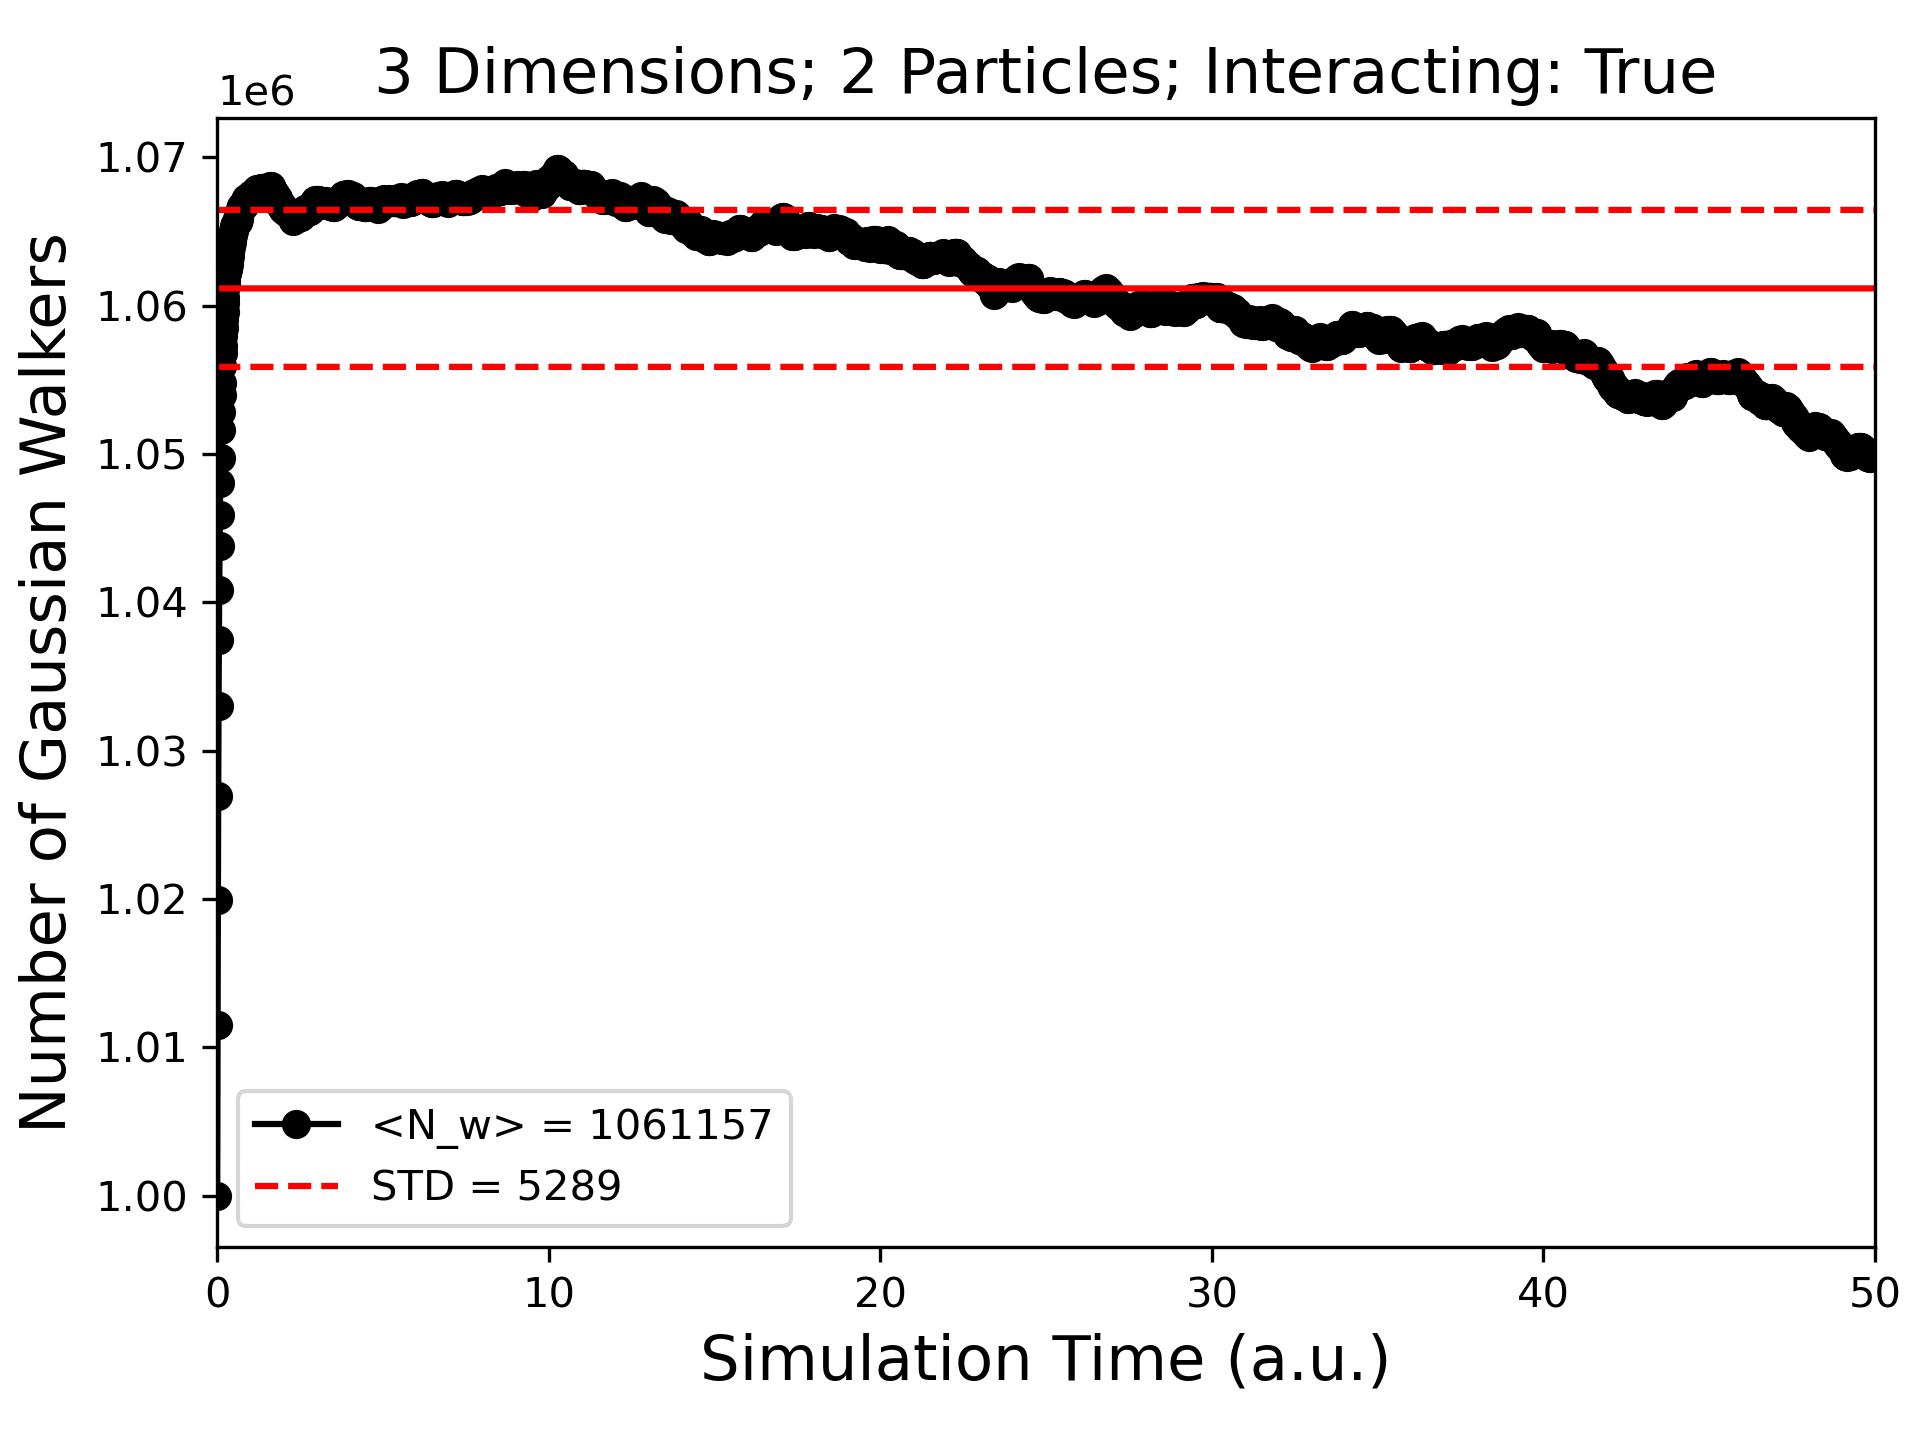 3 Dimensions; 2 Particles; Interacting: True
1e6
1.07
1.06
1.05
1.04
1.03
1.02
1.01
1.00
Number of Gaussian Walkers
<N_w> = 1061157
STD = 5289
0 10 20 30 40 50
Simulation Time (a.u.)